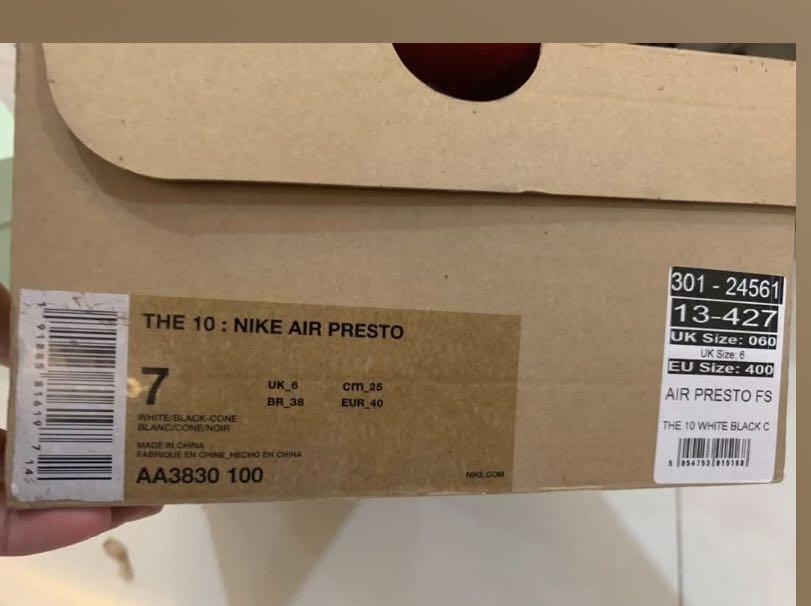 THE 10 : NIKE AIR PRESTO
7
UK_6 cm_25
BR_38 EUR_40
WHITE/BLACK-CONE
BLANC/CONE/NOIR
MADE IN CHINA
FABRIQUE EN CHINE_HECHO EN CHINA
AA3830 100
NIKE.COM
301 - 24561
13-427
UK Size: 060
UK Size: 6
EU Size: 400
AIR PRESTO FS
THE 10 WHITE BLACK C
5 054753 015168